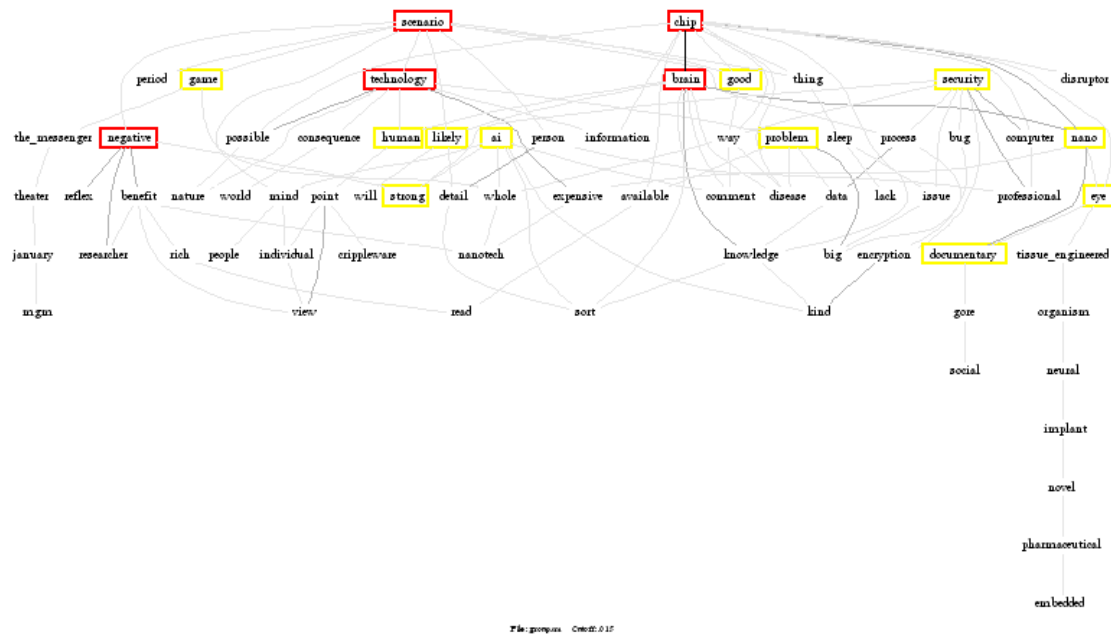 scenario chip
period game technology brain good thing security disruptor
the_messenger negative possible consequence human likely ai person information way problem sleep process bug computer nano
theater reflex benefit nature world mind point will strong detail whole expensive available comment disease data lack issue professional eye
january researcher rich people individual crippleware nanotech knowledge big encryption documentary tissue_engineered
mgm view read sort kind gore organism
social neural
implant
novel
pharmaceutical
embedded